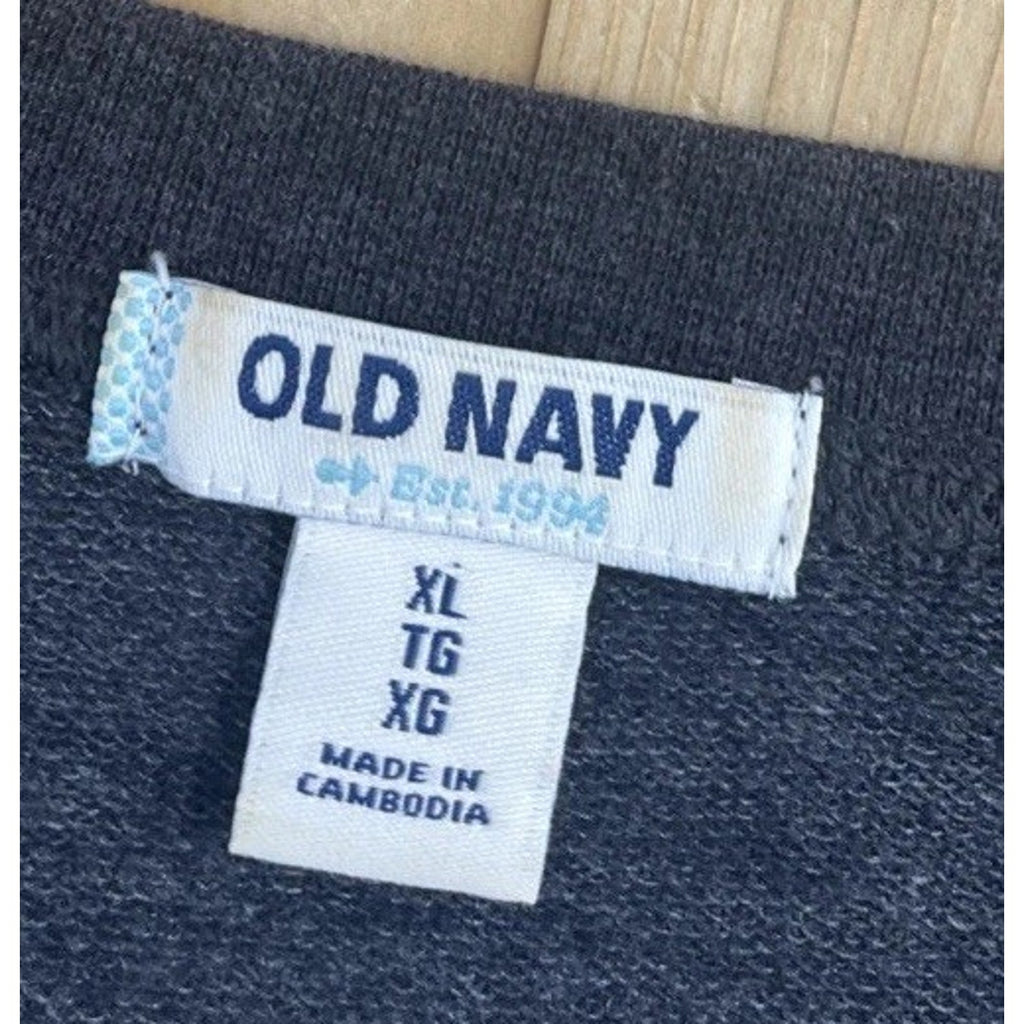 OLD NAVY
Est. 1994
XL
TG
XG
MADE IN
CAMBODIA